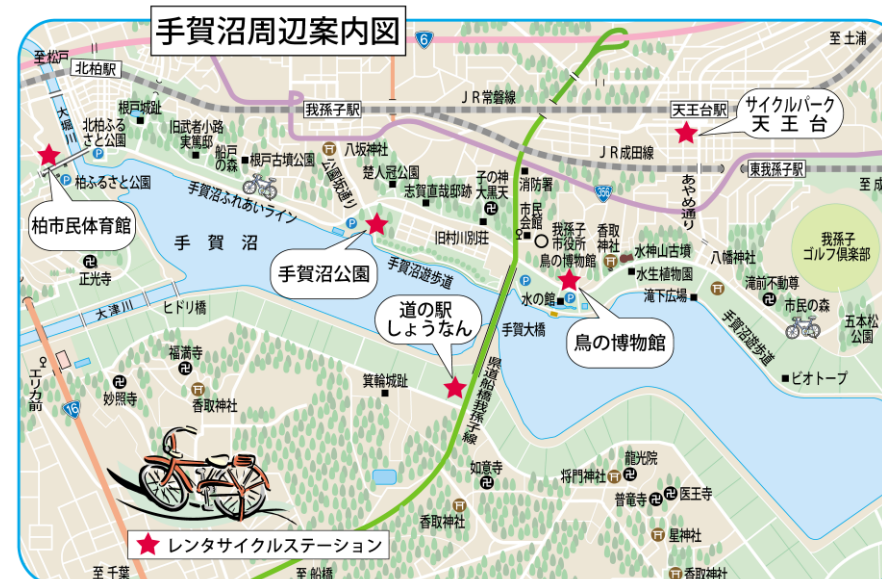 手賀沼周辺案内図
6
至 土浦
至 松戸
北柏駅
JR常磐線
我孫子駅
天王台駅
サイクルパーク
天王台
大堀川
根戸城趾
北柏ふる
さと公園
旧武者小路
実篤邸
船戸
の森
根戸古墳公園
八坂神社
公園坂通り
楚人冠公園
志賀直哉邸跡
子の神
大黒天
消防署
356
JR成田線
東我孫子駅
あやめ通り
至 成
柏ふるさと公園
柏市民体育館
手賀沼ふれあいライン
手賀沼
手賀沼公園
手賀沼遊歩道
旧村川別荘
市民
会館
我孫子
市役所
鳥の博物館
香取
神社
水神山古墳
水生植物園
八幡神社
我孫子
ゴルフ倶楽部
正光寺
大津川
ヒドリ橋
道の駅
しょうなん
水の館
手賀大橋
鳥の博物館
滝下広場
滝前不動尊
市民の森
手賀沼遊歩道
五本松
公園
ビオトープ
エリカ前
16
福満寺
妙照寺
香取神社
箕輪城趾
県道船橋我孫子線
如意寺
香取神社
将門神社
龍光院
普竜寺
医王寺
星神社
香取神社
レンタサイクルステーション
至 千葉
至 船橋
P
P
P
P
P